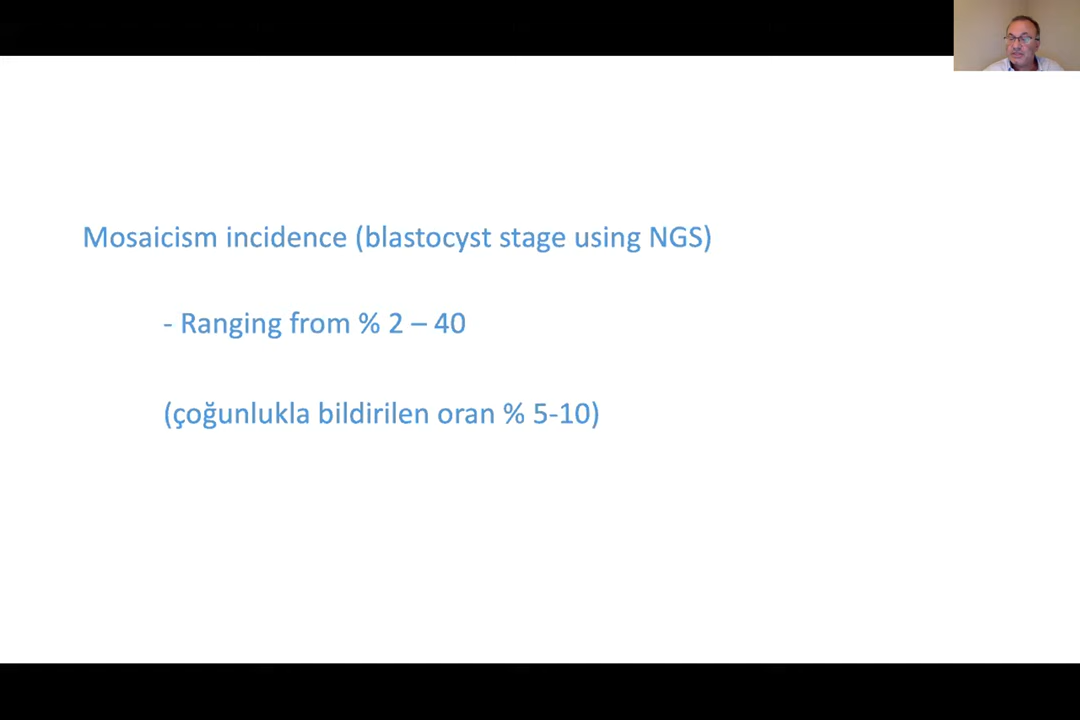 Mosaicism incidence (blastocyst stage using NGS)
- Ranging from % 2 – 40
(çoğunlukla bildirilen oran % 5-10)